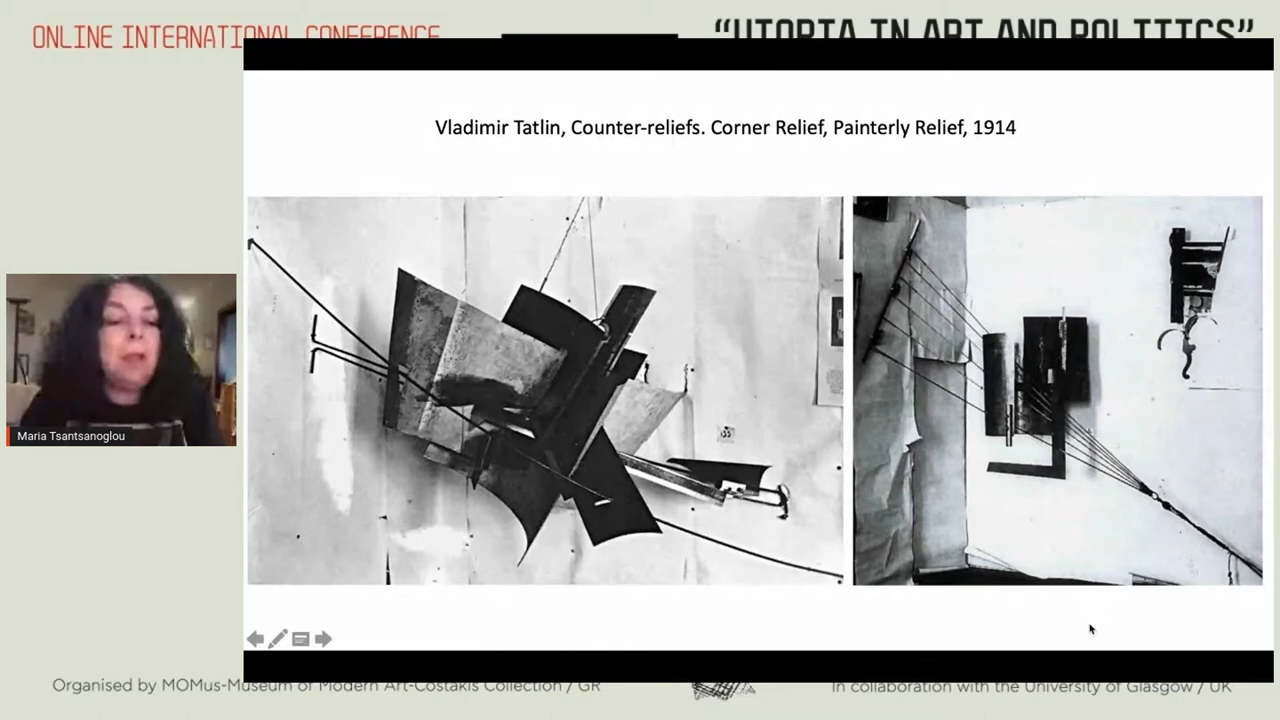 ONLINE INTERNATIONAL CONFERENCE
“UTOPIA IN ART AND POLITICS”
Vladimir Tatlin, Counter-reliefs. Corner Relief, Painterly Relief, 1914
Maria Tsantsanoglou
Organised by MOMus-Museum of Modern Art-Costakis Collection / GR
In collaboration with the University of Glasgow / UK